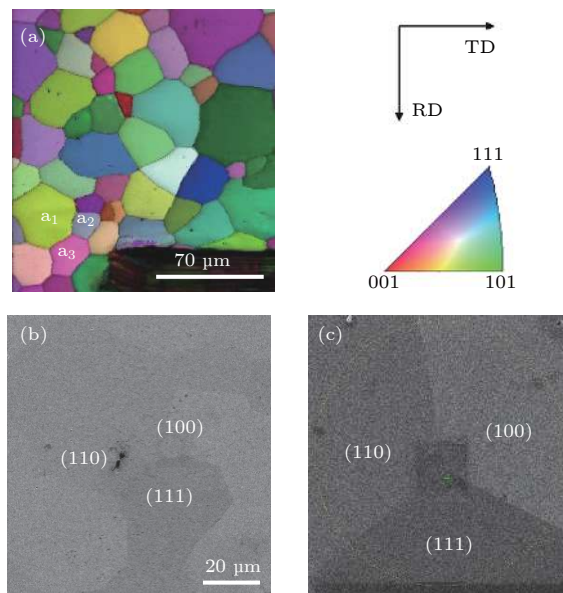 (a)
TD
RD
111
a1
a2
a3
70 µm
001
101
(b)
(100)
(110)
(111)
20 µm
(c)
(110)
(100)
(111)